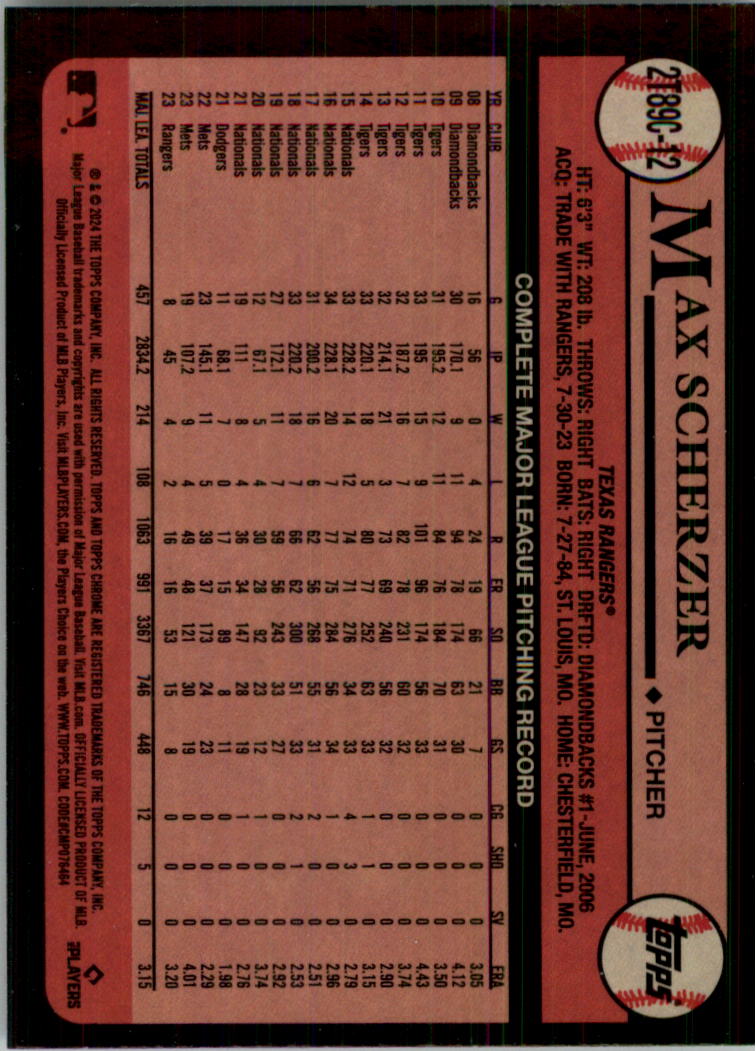 2T89C-12
MAX SCHERZER
◆ PITCHER
topps
TEXAS RANGERS®
HT: 6'3" WT: 208 lb. THROWS: RIGHT BATS: RIGHT DRFTD: DIAMONDBACKS #1-JUNE, 2006
ACQ: TRADE WITH RANGERS, 7-30-23 BORN: 7-27-84, ST. LOUIS, MO. HOME: CHESTERFIELD, MO.
COMPLETE MAJOR LEAGUE PITCHING RECORD
YR CLUB G IP W L R ER SO BB GS CG SHO SV ERA
08 Diamondbacks 16 56 0 4 24 19 66 21 7 0 0 0 3.05
09 Diamondbacks 30 170.1 9 11 94 78 174 63 30 0 0 0 4.12
10 Tigers 31 195.2 12 11 84 76 184 70 31 0 0 0 3.50
11 Tigers 33 195 15 9 101 96 174 56 33 0 0 0 4.43
12 Tigers 32 187.2 16 7 82 78 231 60 32 0 0 0 3.74
13 Tigers 32 214.1 21 3 73 69 240 56 32 0 0 0 2.90
14 Tigers 33 220.1 18 5 80 77 252 63 33 1 1 0 3.15
15 Nationals 33 228.2 14 12 74 71 276 34 33 4 3 0 2.79
16 Nationals 34 228.1 20 7 77 75 284 56 34 1 0 0 2.96
17 Nationals 31 200.2 16 6 62 56 268 55 31 2 0 0 2.51
18 Nationals 33 220.2 18 7 66 62 300 51 33 2 1 0 2.53
19 Nationals 27 172.1 11 7 59 56 243 33 27 0 0 0 2.92
20 Nationals 12 67.1 5 4 30 28 92 23 12 1 0 0 3.74
21 Nationals 19 111 8 4 36 34 147 28 19 1 0 0 2.76
21 Dodgers 11 68.1 7 0 17 15 89 8 11 0 0 0 1.98
22 Mets 23 145.1 11 5 39 37 173 24 23 0 0 0 2.29
23 Mets 19 107.2 9 4 49 48 121 30 19 0 0 0 4.01
23 Rangers 8 45 4 2 16 16 53 15 8 0 0 0 3.20
MAJ. LEA. TOTALS 457 2834.2 214 108 1063 991 3367 746 448 12 5 0 3.15
® & © 2024 THE TOPPS COMPANY, INC. ALL RIGHTS RESERVED. TOPPS AND TOPPS CHROME ARE REGISTERED TRADEMARKS OF THE TOPPS COMPANY, INC.
Major League Baseball trademarks and copyrights are used with permission of Major League Baseball. Visit MLB.com. OFFICIALLY LICENSED PRODUCT OF MLB
Officially Licensed Product of MLB Players, Inc. Visit MLBPLAYERS.COM, the Players Choice on the web. WWW.TOPPS.COM. CODE#CMP076464
PLAYERS